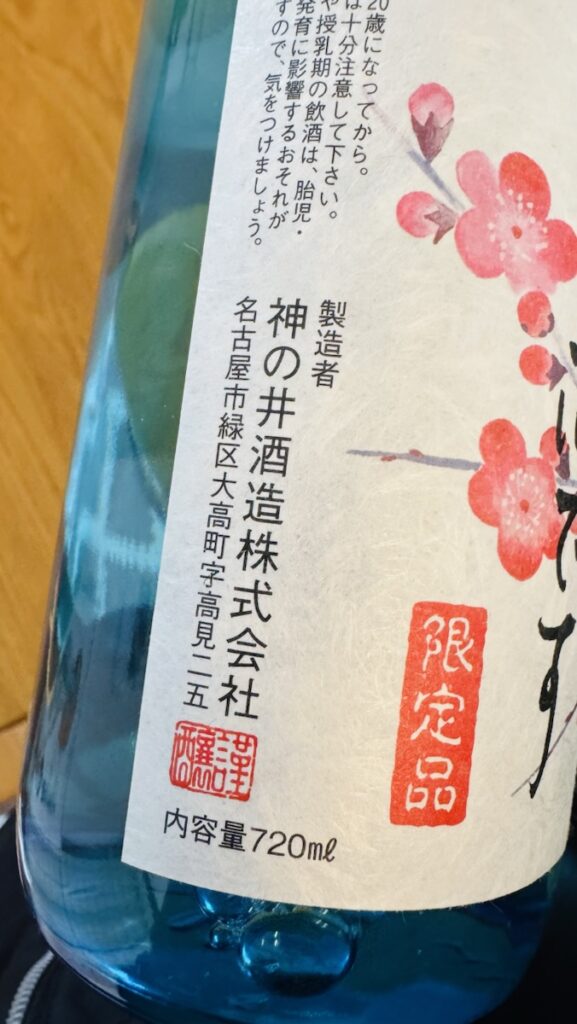 20歳になってから。
は十分注意して下さい。
や授乳期の飲酒は、胎児・
発育に影響するおそれが
すので、気をつけましょう。
製造者
神の井酒造株式会社
名古屋市緑区大高町字高見二五
謹醸
内容量720ml
限定品